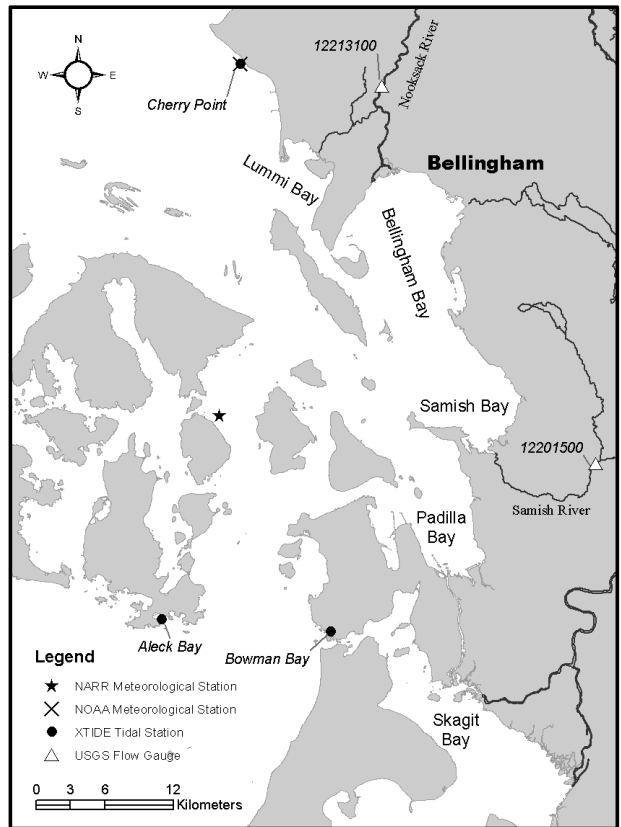 N
W E
S
12213100
Nooksack River
Cherry Point
Bellingham
Lummi Bay
Bellingham Bay
Samish Bay
12201500
Samish River
Padilla
Bay
Aleck Bay
Bowman Bay
Skagit
Bay
Legend
NARR Meteorological Station
NOAA Meteorological Station
XTIDE Tidal Station
USGS Flow Gauge
0 3 6 12
Kilometers